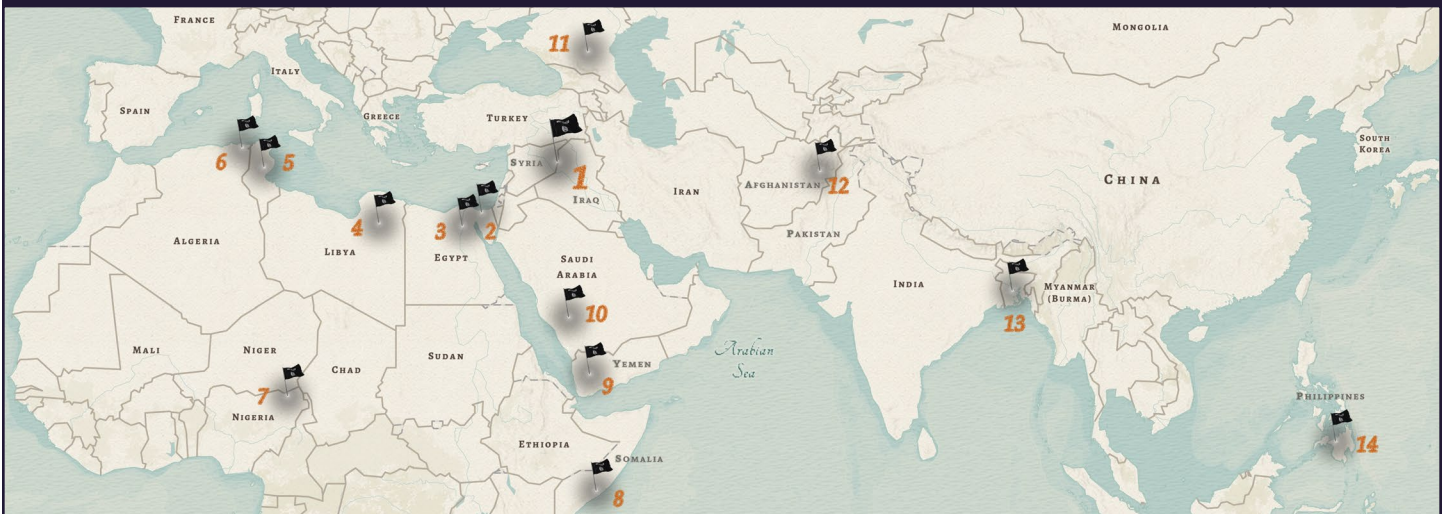 FRANCE
MONGOLIA
11
ITALY
SPAIN
GREECE
TURKEY
SOUTH
KOREA
6
5
SYRIA
1
IRAQ
IRAN
AFGHANISTAN
12
CHINA
PAKISTAN
ALGERIA
4
LIBYA
3
2
EGYPT
SAUDI
ARABIA
INDIA
MYANMAR
(BURMA)
10
13
MALI
NIGER
CHAD
SUDAN
YEMEN
9
Arabian
Sea
7
NIGERIA
PHILIPPINES
14
ETHIOPIA
SOMALIA
8